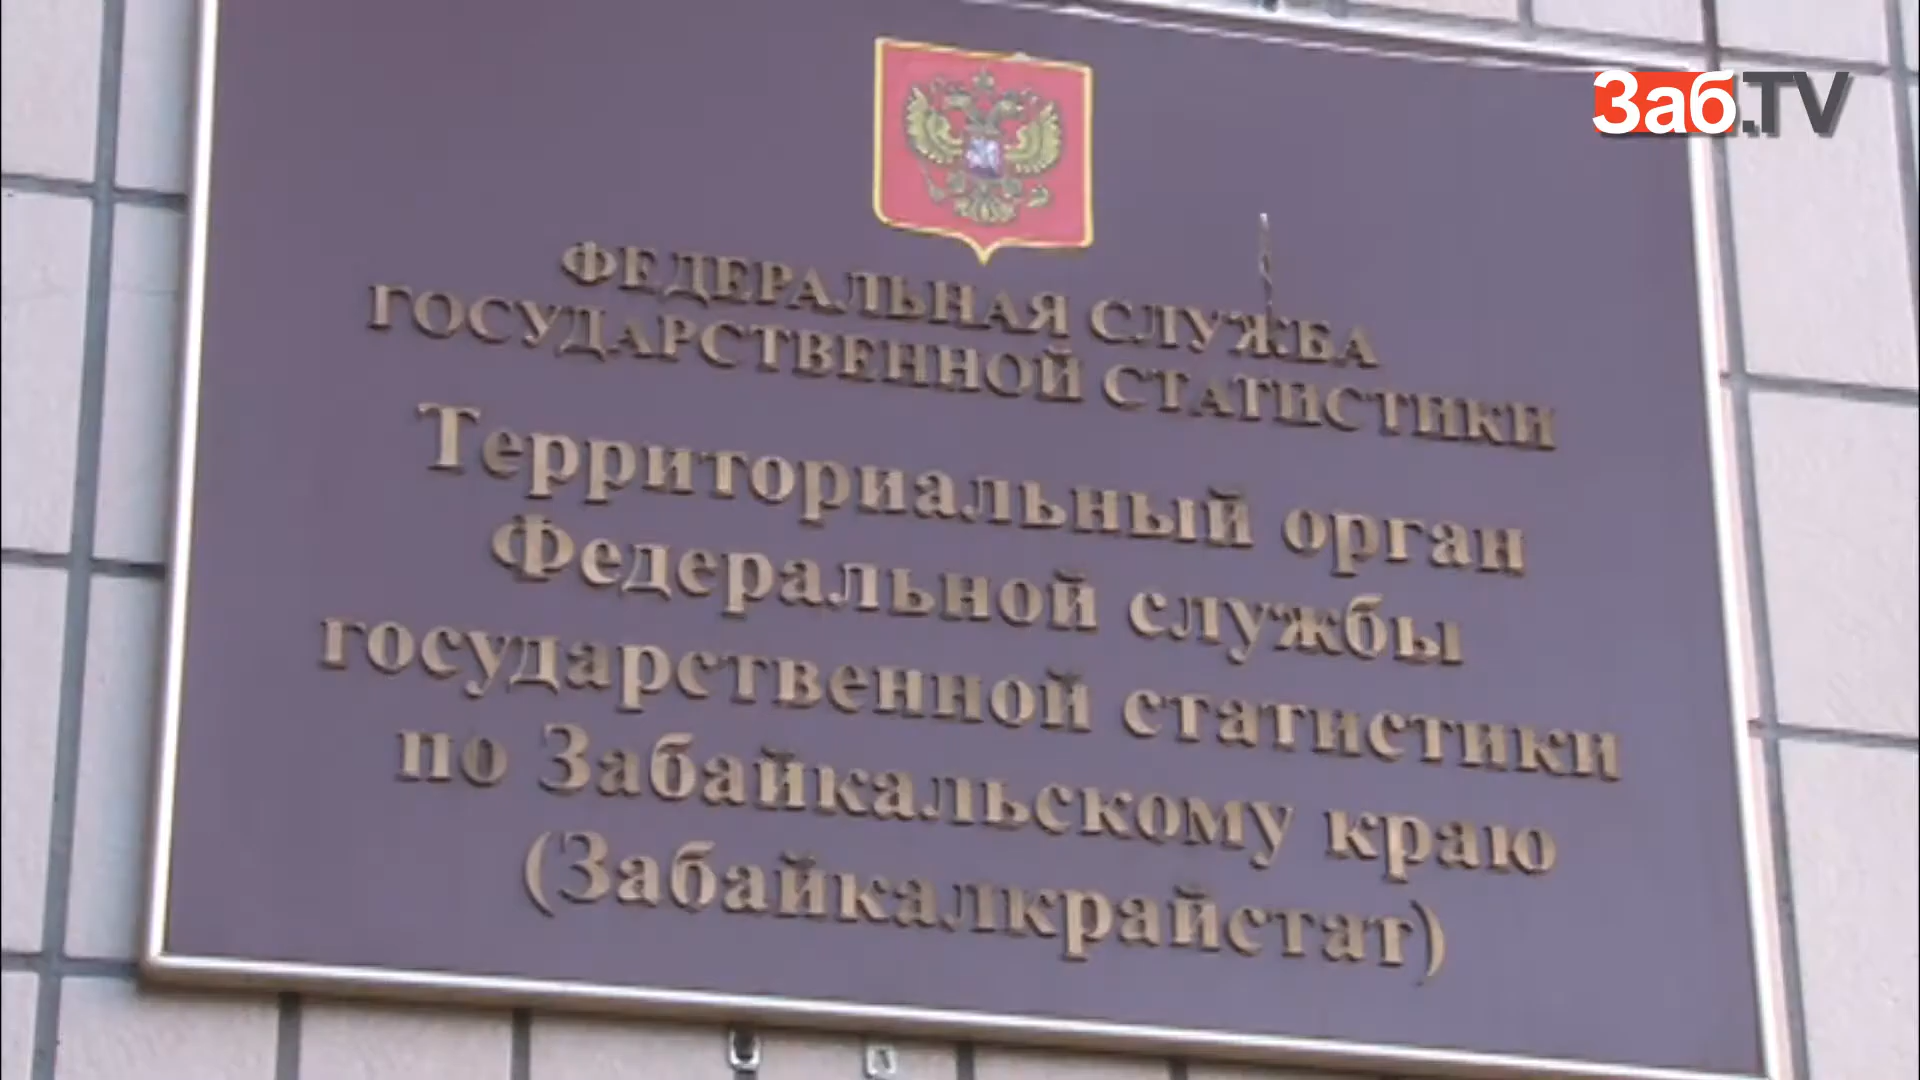 Заб.TV
ФЕДЕРАЛЬНАЯ СЛУЖБА
ГОСУДАРСТВЕННОЙ СТАТИСТИКИ
Территориальный орган
Федеральной службы
государственной статистики
по Забайкальскому краю
(Забайкалкрайстат)